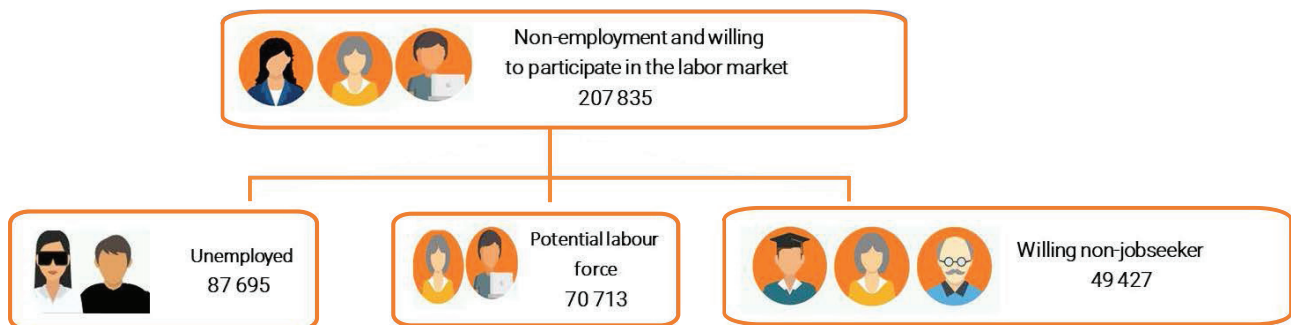 Non-employment and willing
to participate in the labor market
207 835
Unemployed
87 695
Potential labour
force
70 713
Willing non-jobseeker
49 427